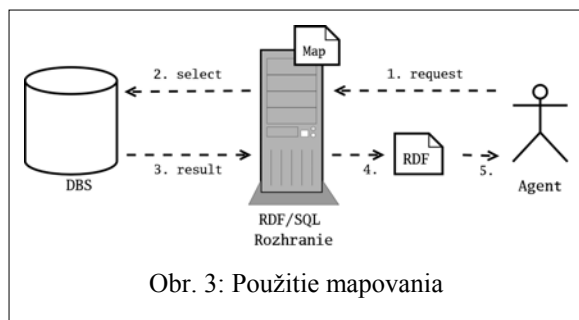 Map
2. select
1. request
RDF
DBS
3. result
4.
5.
Agent
RDF/SQL
Rozhranie
Obr. 3: Použitie mapovania